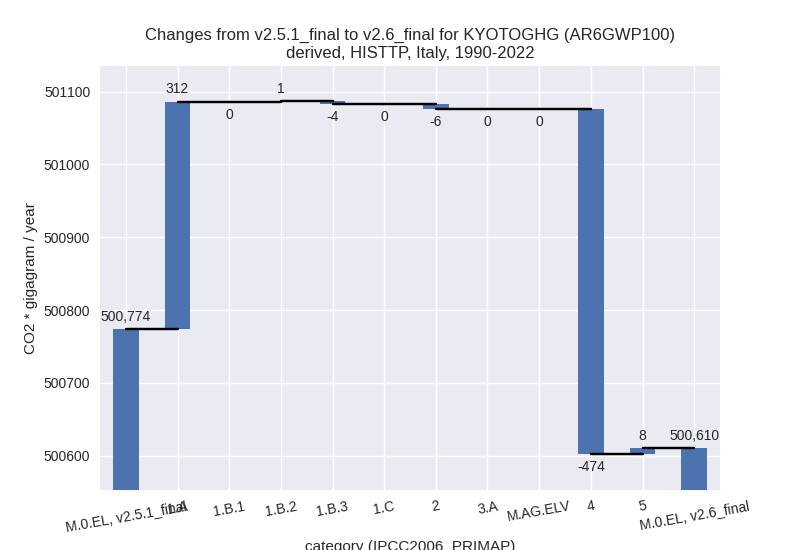 Changes from v2.5.1_final to v2.6_final for KYOTOGHG (AR6GWP100)
derived, HISTTP, Italy, 1990-2022
CO2 * gigagram / year
501100
501000
500900
500800
500700
500600
500,774
312
0
1
-4
0
-6
0
0
-474
8
500,610
M.0.EL, v2.5.1_final
1.A
1.B.1
1.B.2
1.B.3
1.C
2
3.A
M.AG.ELV
4
5
M.0.EL, v2.6_final
category (IPCC2006_PRIMAP)